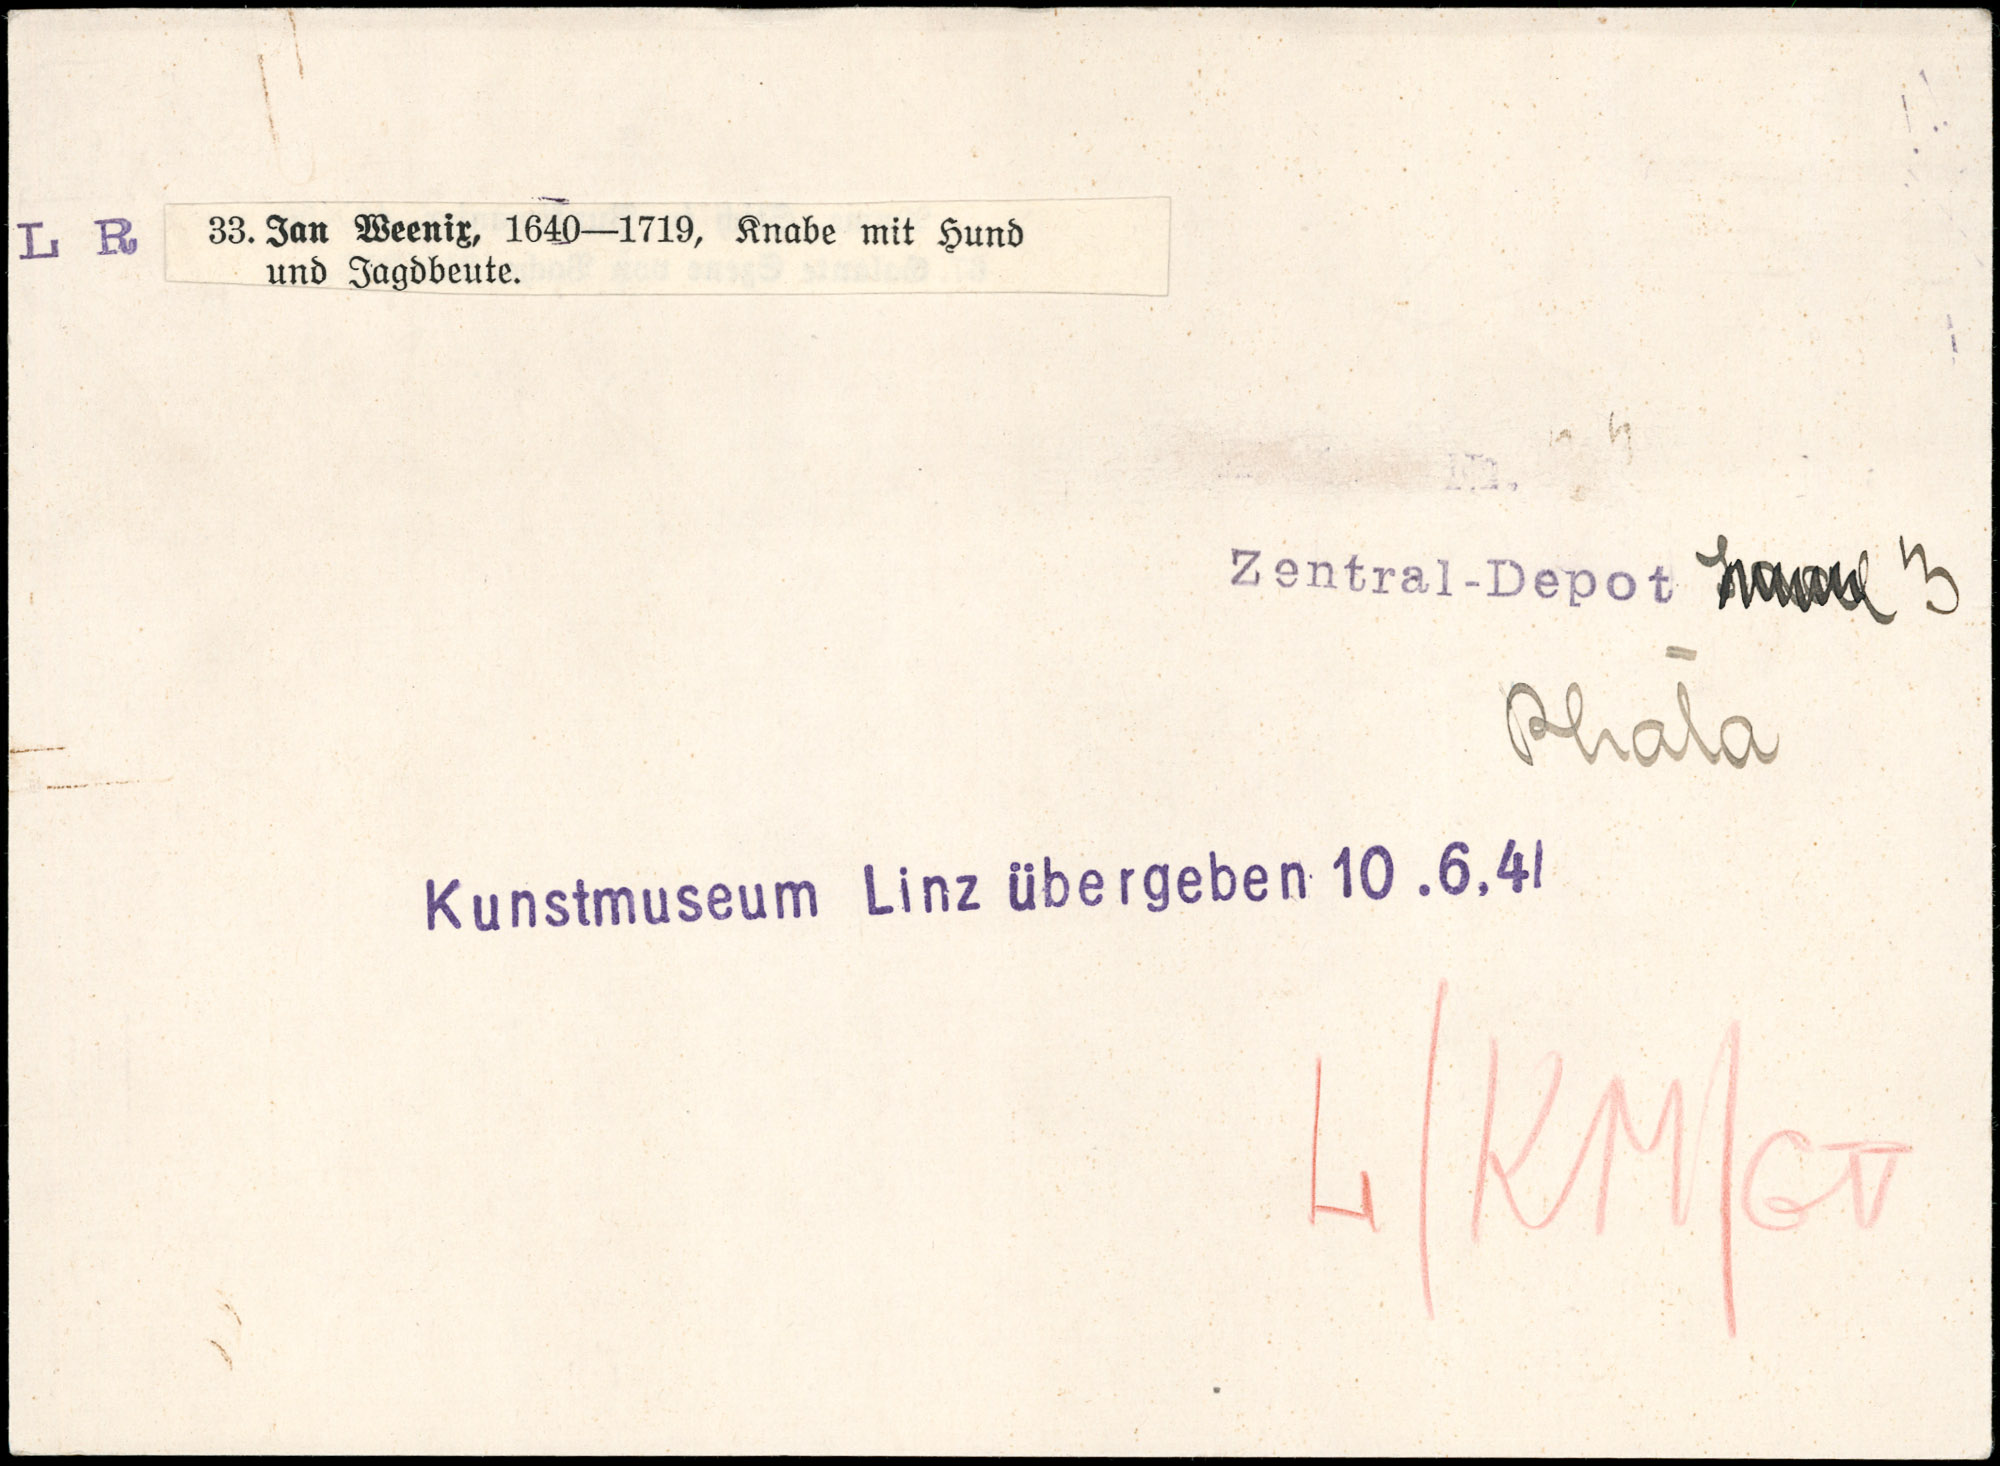 L R
33. Jan Weenix, 1640—1719, Knabe mit Hund
und Jagdbeute.
Zentral-Depot
Kunstmuseum Linz übergeben 10.6.41
L/KM/GT